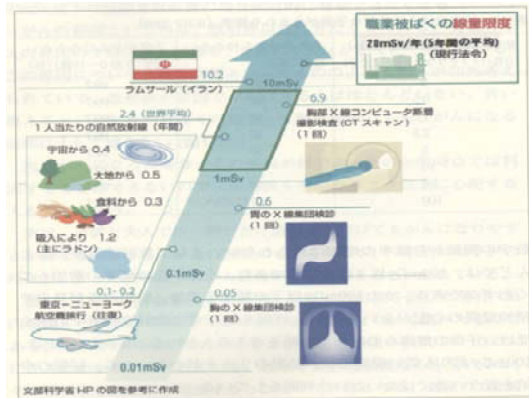 職業被ばくの線量限度
20mSv/年(5年間の平均)
(現行法令)
10.2
ラムサール(イラン)
10mSv
2.4 (世界平均)
1人当たりの自然放射線(年間)
宇宙から 0.4
大地から 0.5
食料から 0.3
吸入により 1.2
(主にラドン)
6.9
胸部X線コンピュータ断層
撮影検査(CTスキャン)
(1回)
1mSv
0.6
胃のX線集団検診
(1回)
0.1mSv
0.1-0.2
東京ーニューヨーク
航空機旅行(往復)
0.05
胸のX線集団検診
(1回)
0.01mSv
文部科学省HPの図を参考に作成